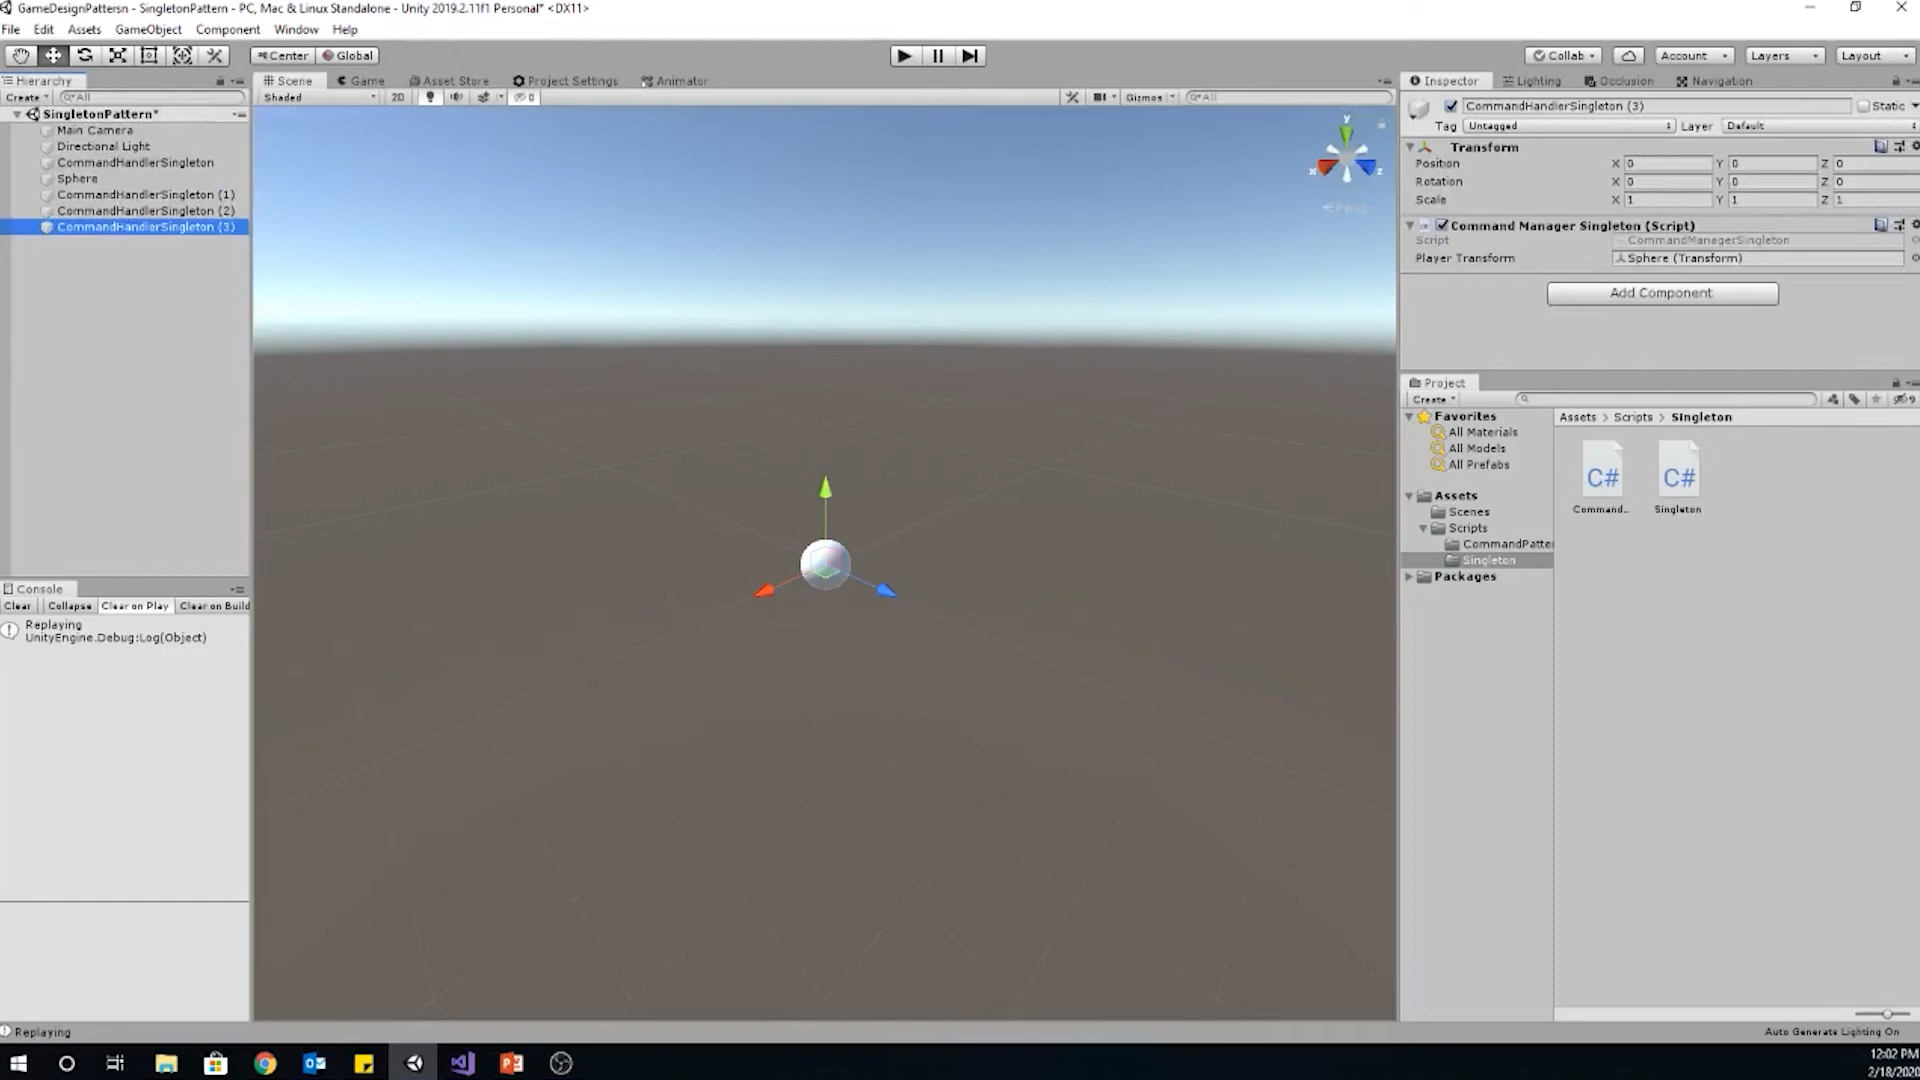 GameDesignPattersn - SingletonPattern - PC, Mac & Linux Standalone - Unity 2019.2.11f1 Personal* <DX11>
File Edit Assets GameObject Component Window Help
Center Global Collab Account Layers Layout
Hierarchy
Create All
SingletonPattern*
Main Camera
Directional Light
CommandHandlerSingleton
Sphere
CommandHandlerSingleton (1)
CommandHandlerSingleton (2)
CommandHandlerSingleton (3)
Console
Clear Collapse Clear on Play Clear on Build
Replaying
UnityEngine.Debug:Log(Object)
Scene Game Asset Store Project Settings Animator
Shaded 2D 0 Gizmos All
y
x z
Persp
Inspector Lighting Occlusion Navigation
CommandHandlerSingleton (3) Static
Tag Untagged Layer Default
Transform
Position X 0 Y 0 Z 0
Rotation X 0 Y 0 Z 0
Scale X 1 Y 1 Z 1
Command Manager Singleton (Script)
Script CommandManagerSingleton
Player Transform Sphere (Transform)
Add Component
Project
Create 9
Favorites
All Materials
All Models
All Prefabs
Assets
Scenes
Scripts
CommandPatte
Singleton
Packages
Assets > Scripts > Singleton
C# C#
Command... Singleton
Replaying
Auto Generate Lighting On
12:02 PM
2/18/2020